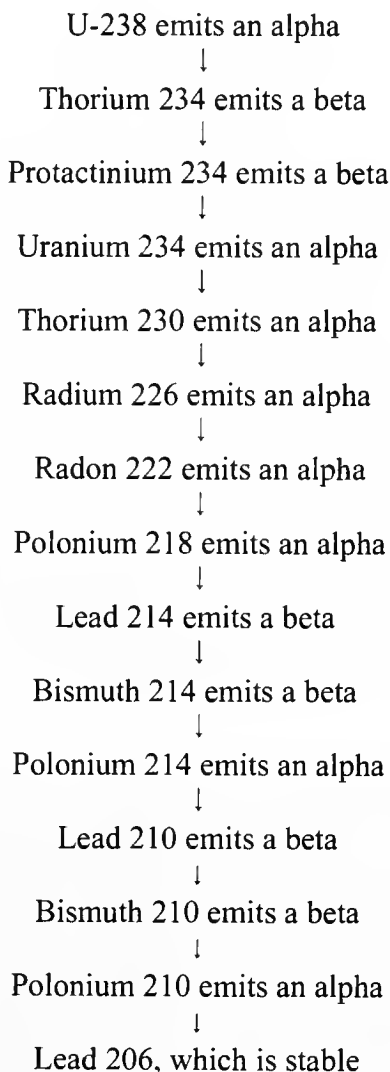 U-238 emits an alpha
↓
Thorium 234 emits a beta
↓
Protactinium 234 emits a beta
↓
Uranium 234 emits an alpha
↓
Thorium 230 emits an alpha
↓
Radium 226 emits an alpha
↓
Radon 222 emits an alpha
↓
Polonium 218 emits an alpha
↓
Lead 214 emits a beta
↓
Bismuth 214 emits a beta
↓
Polonium 214 emits an alpha
↓
Lead 210 emits a beta
↓
Bismuth 210 emits a beta
↓
Polonium 210 emits an alpha
↓
Lead 206, which is stable